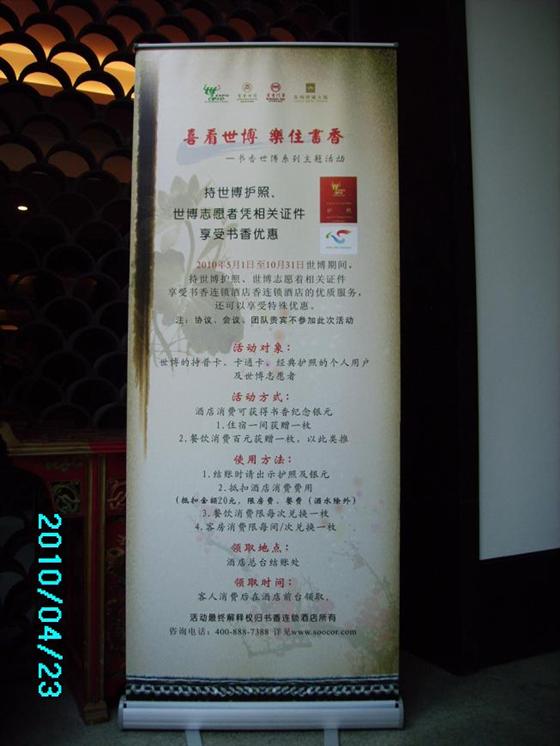 喜看世博 樂住書香
—书香世博系列主题活动
持世博护照、
世博志愿者凭相关证件
享受书香优惠
2010年5月1日至10月31日世博期间，
持世博护照、世博志愿着相关证件
享受书香连锁酒店香连锁酒店的优质服务，
还可以享受特殊优惠。
注：协议、会议、团队贵宾不参加此次活动
活动对象：
世博的持普卡、卡通卡、经典护照的个人用户
及世博志愿者
活动方式：
酒店消费可获得书香纪念银元
1.住宿一间获赠一枚
2.餐饮消费百元获赠一枚，以此类推
使用方法：
1.结账时请出示护照及银元
2.抵扣酒店消费费用
（抵扣金额20元，限房费、餐费（酒水除外）
3.餐饮消费限每次兑换一枚
4.客房消费限每间/次兑换一枚
领取地点：
酒店总台结账处
领取时间：
客人消费后在酒店前台领取。
活动最终解释权归书香连锁酒店所有
咨询电话：400-888-7388 详见www.soocor.com
2010/04/23